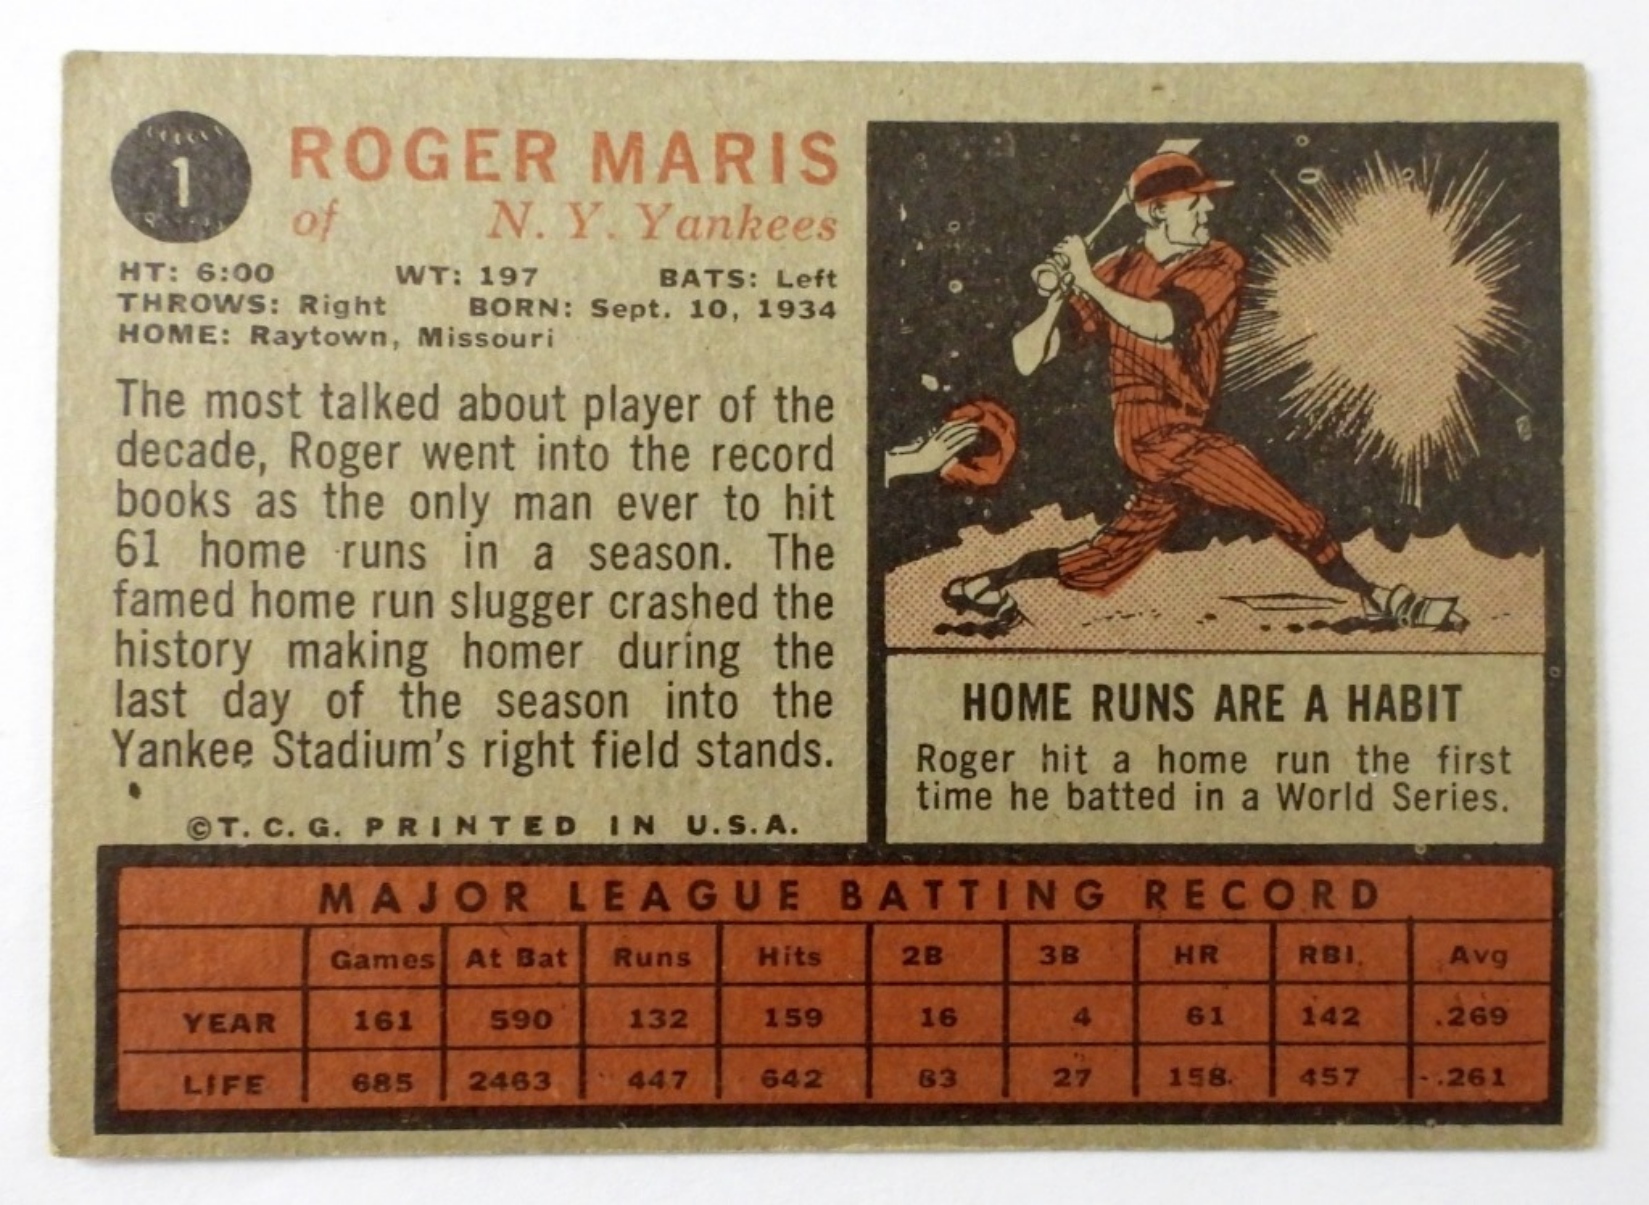 1
ROGER MARIS
of N. Y. Yankees
HT: 6:00 WT: 197 BATS: Left
THROWS: Right BORN: Sept. 10, 1934
HOME: Raytown, Missouri
The most talked about player of the
decade, Roger went into the record
books as the only man ever to hit
61 home runs in a season. The
famed home run slugger crashed the
history making homer during the
last day of the season into the
Yankee Stadium's right field stands.
©T. C. G. PRINTED IN U.S.A.
HOME RUNS ARE A HABIT
Roger hit a home run the first
time he batted in a World Series.
MAJOR LEAGUE BATTING RECORD
Games At Bat Runs Hits 2B 3B HR RBI. Avg
YEAR 161 590 132 159 16 4 61 142 .269
LIFE 685 2463 447 642 83 27 158 457 .261